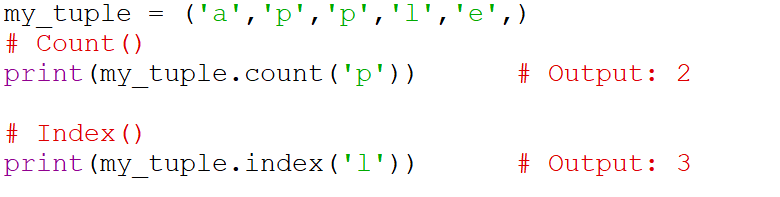 my_tuple = ('a','p','p','l','e',)
# Count()
print(my_tuple.count('p'))      # Output: 2
# Index()
print(my_tuple.index('l'))      # Output: 3